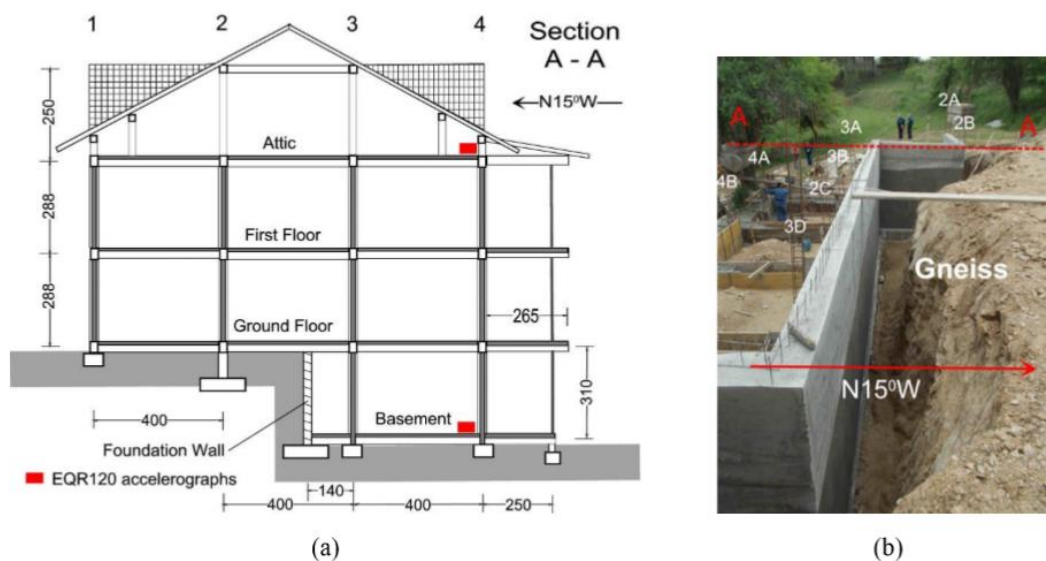 1 2 3 4
Section
A - A
N15⁰W
250
Attic
288
First Floor
288
Ground Floor
265
310
400
Basement
Foundation Wall
EQR120 accelerographs
140
400 400 250
(a)
A A
2A
2B
3A
4A 3B
4B 2C
3D
Gneiss
N15⁰W
(b)